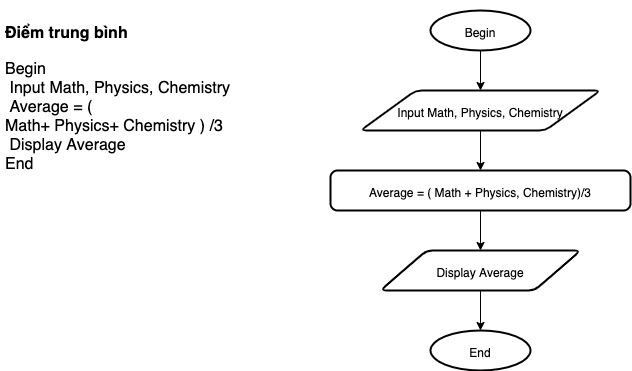 Điểm trung bình
Begin
Input Math, Physics, Chemistry
Average = (
Math+ Physics+ Chemistry ) /3
Display Average
End
Begin
Input Math, Physics, Chemistry
Average = ( Math + Physics, Chemistry)/3
Display Average
End